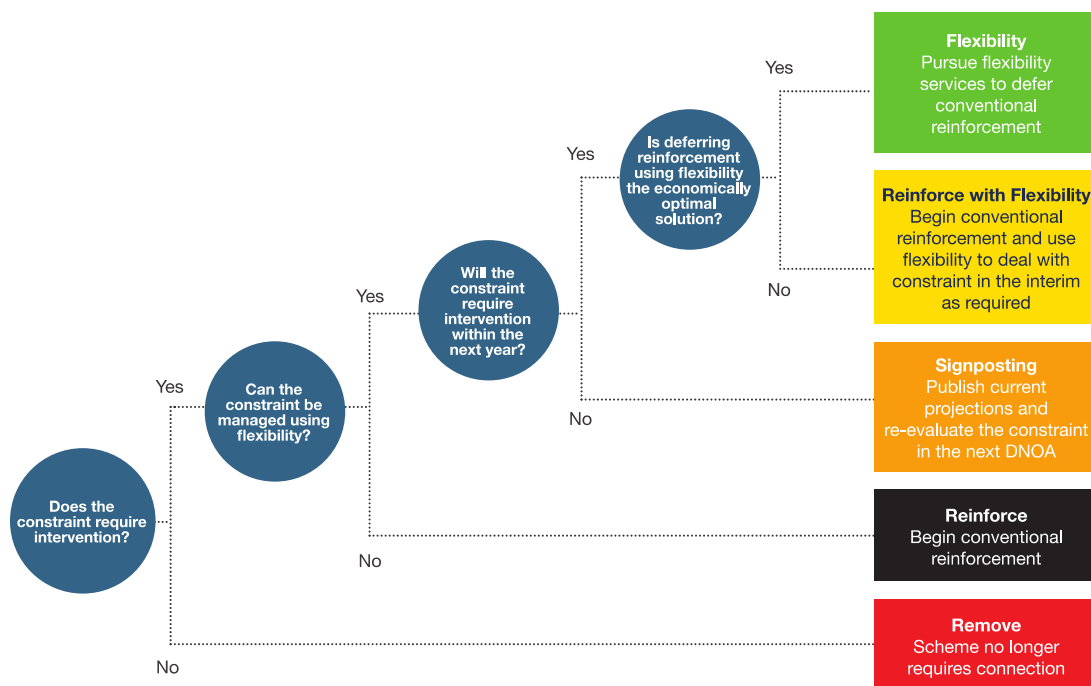 Flexibility
Pursue flexibility
services to defer
conventional
reinforcement
Yes
Is deferring
reinforcement
using flexibility
the economically
optimal
solution?
Yes
Reinforce with Flexibility
Begin conventional
reinforcement and use
flexibility to deal with
constraint in the interim
as required
No
Will the
constraint
require
intervention
within the
next year?
Yes
Signposting
Publish current
projections and
re-evaluate the constraint
in the next DNOA
No
Can the
constraint be
managed using
flexibility?
Yes
Reinforce
Begin conventional
reinforcement
No
Does the
constraint require
intervention?
Remove
Scheme no longer
requires connection
No